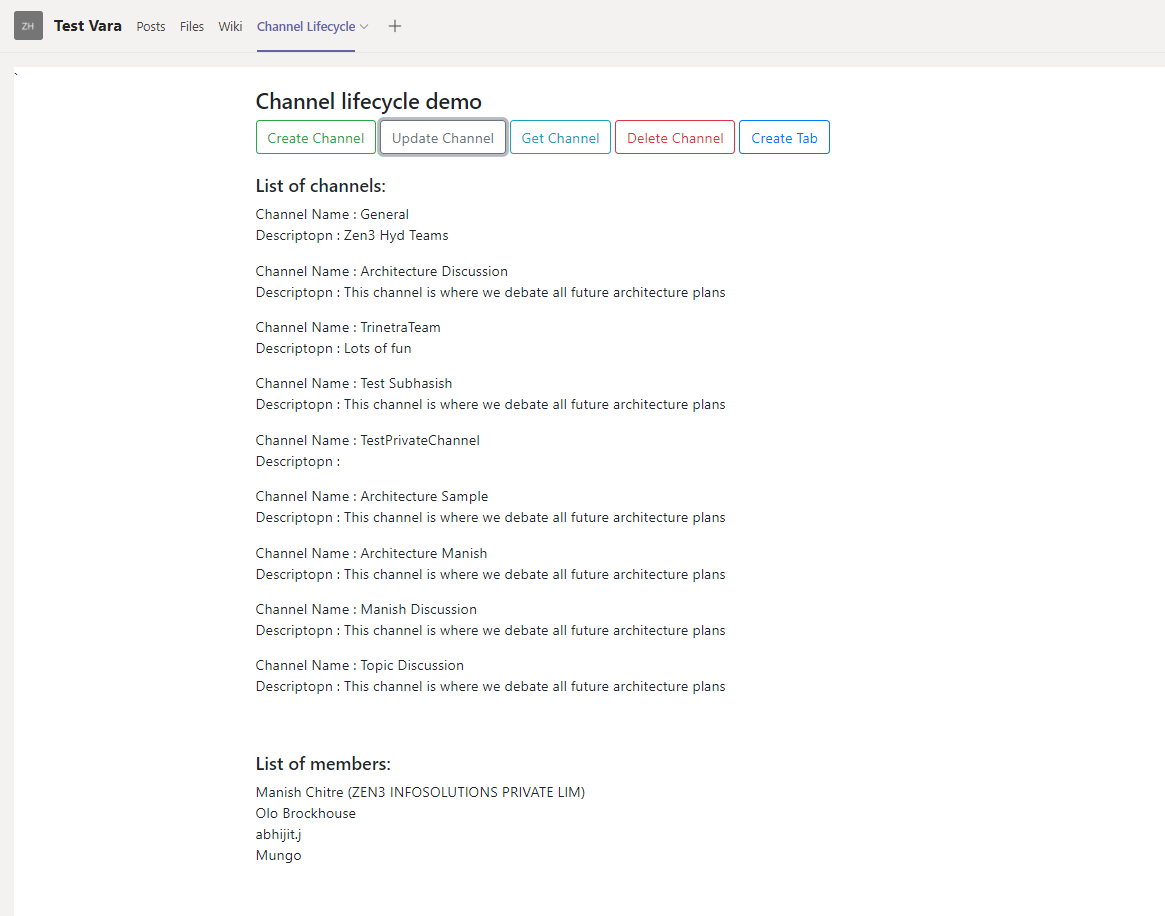 ZH Test Vara Posts Files Wiki Channel Lifecycle
`
Channel lifecycle demo
Create Channel Update Channel Get Channel Delete Channel Create Tab
List of channels:
Channel Name : General
Descriptopn : Zen3 Hyd Teams
Channel Name : Architecture Discussion
Descriptopn : This channel is where we debate all future architecture plans
Channel Name : TrinetraTeam
Descriptopn : Lots of fun
Channel Name : Test Subhasish
Descriptopn : This channel is where we debate all future architecture plans
Channel Name : TestPrivateChannel
Descriptopn :
Channel Name : Architecture Sample
Descriptopn : This channel is where we debate all future architecture plans
Channel Name : Architecture Manish
Descriptopn : This channel is where we debate all future architecture plans
Channel Name : Manish Discussion
Descriptopn : This channel is where we debate all future architecture plans
Channel Name : Topic Discussion
Descriptopn : This channel is where we debate all future architecture plans
List of members:
Manish Chitre (ZEN3 INFOSOLUTIONS PRIVATE LIM)
Olo Brockhouse
abhijit.j
Mungo